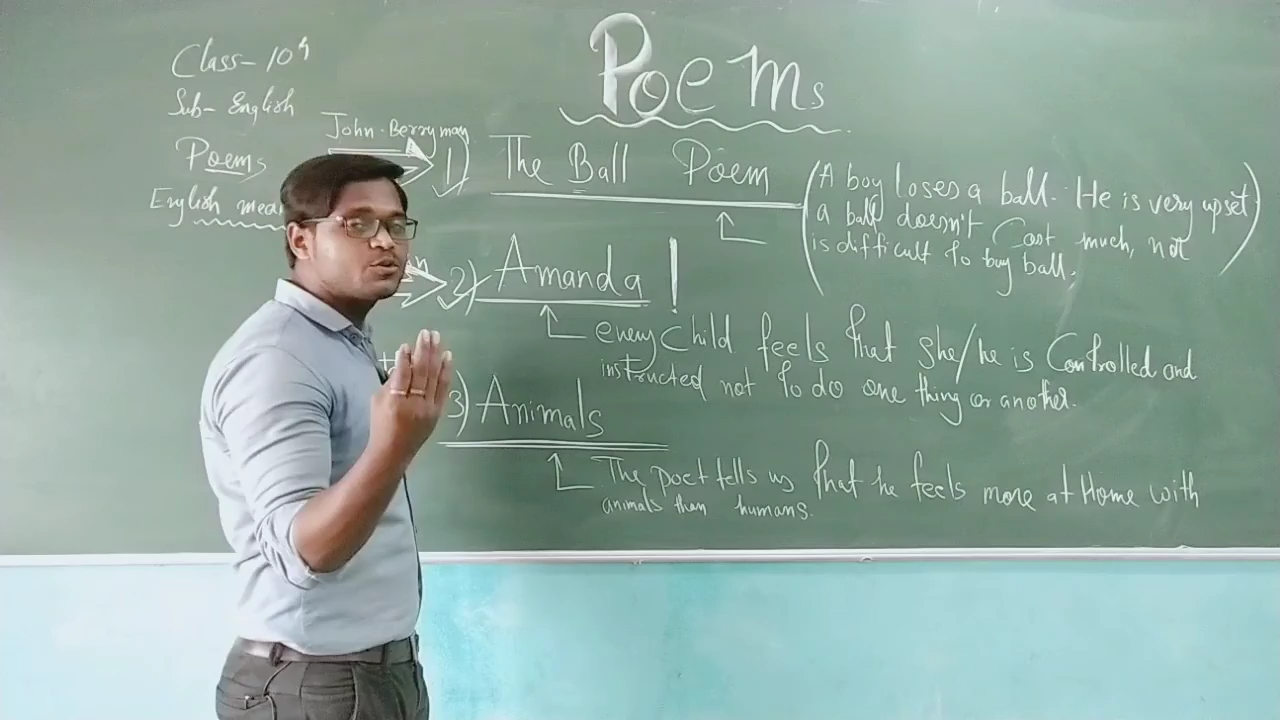 Poems
Class-10th
Sub- English
Poems
English
John. Berryman
1) The Ball Poem
(A boy loses a ball. He is very upset
a ball doesn't Cost much, not
is difficult to buy ball.)
2) Amanda!
every child feels that she/he is Controlled and
instructed not to do one thing or another.
3) Animals
The poet tells us that he feels more at Home with
animals than humans.